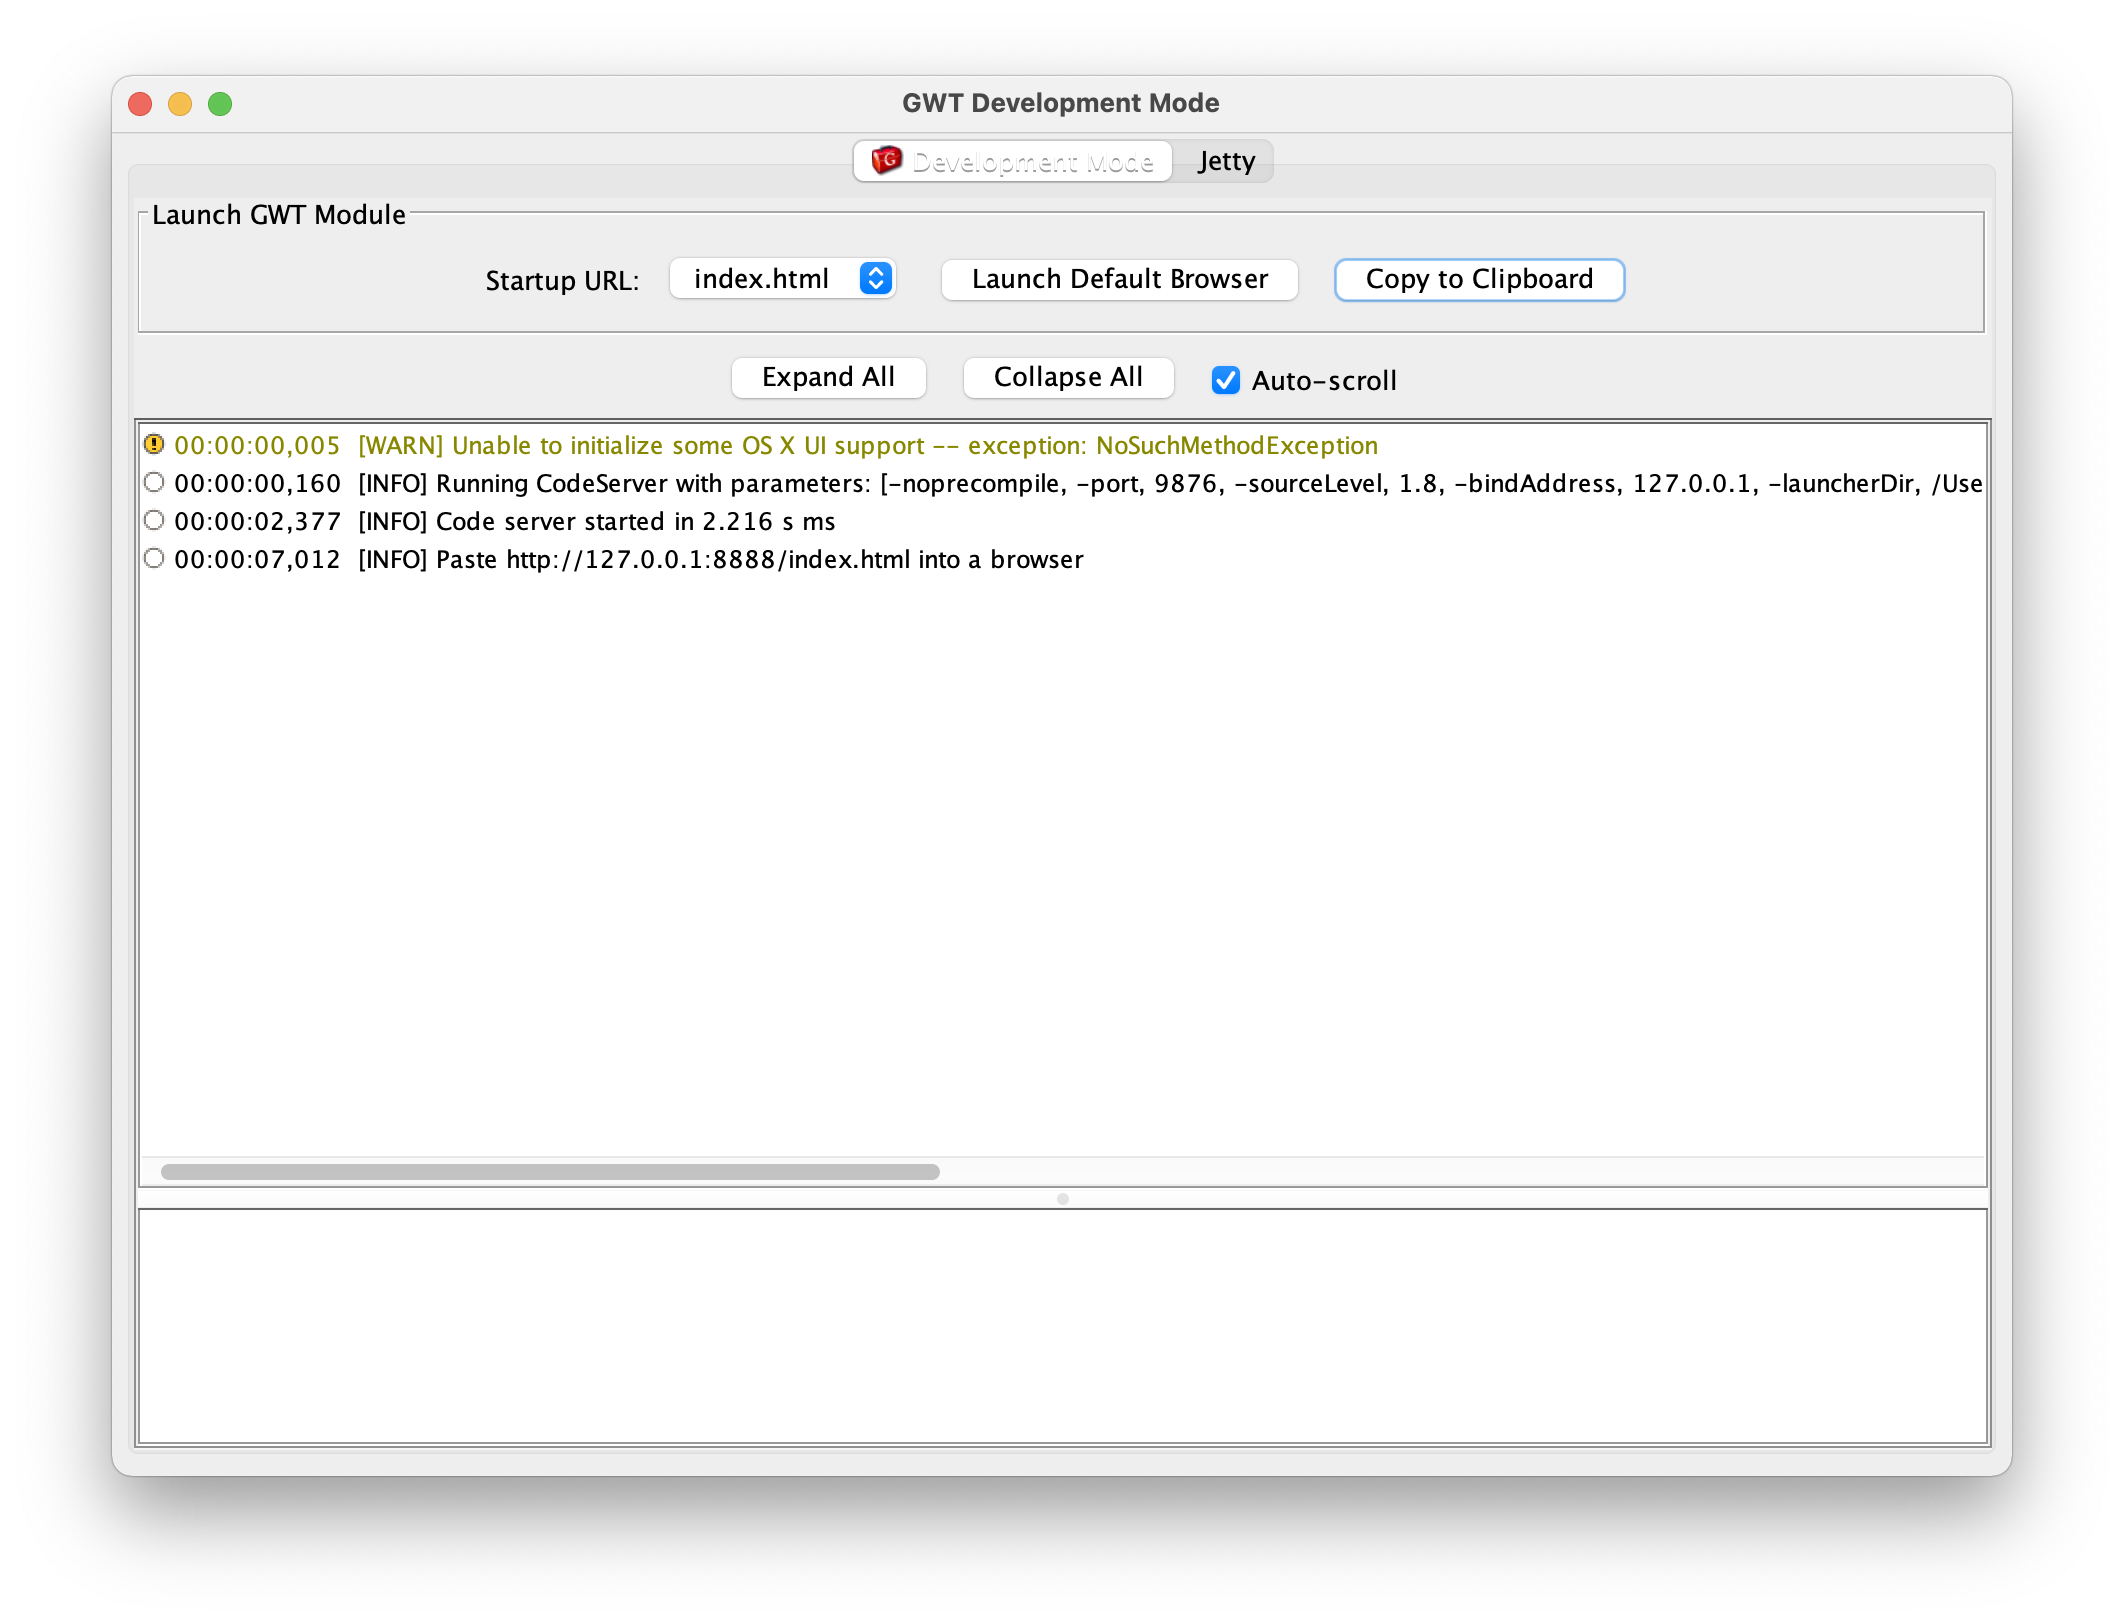 GWT Development Mode
Development Mode Jetty
Launch GWT Module
Startup URL: index.html Launch Default Browser Copy to Clipboard
Expand All Collapse All Auto-scroll
00:00:00,005 [WARN] Unable to initialize some OS X UI support -- exception: NoSuchMethodException
00:00:00,160 [INFO] Running CodeServer with parameters: [-noprecompile, -port, 9876, -sourceLevel, 1.8, -bindAddress, 127.0.0.1, -launcherDir, /Use
00:00:02,377 [INFO] Code server started in 2.216 s ms
00:00:07,012 [INFO] Paste http://127.0.0.1:8888/index.html into a browser